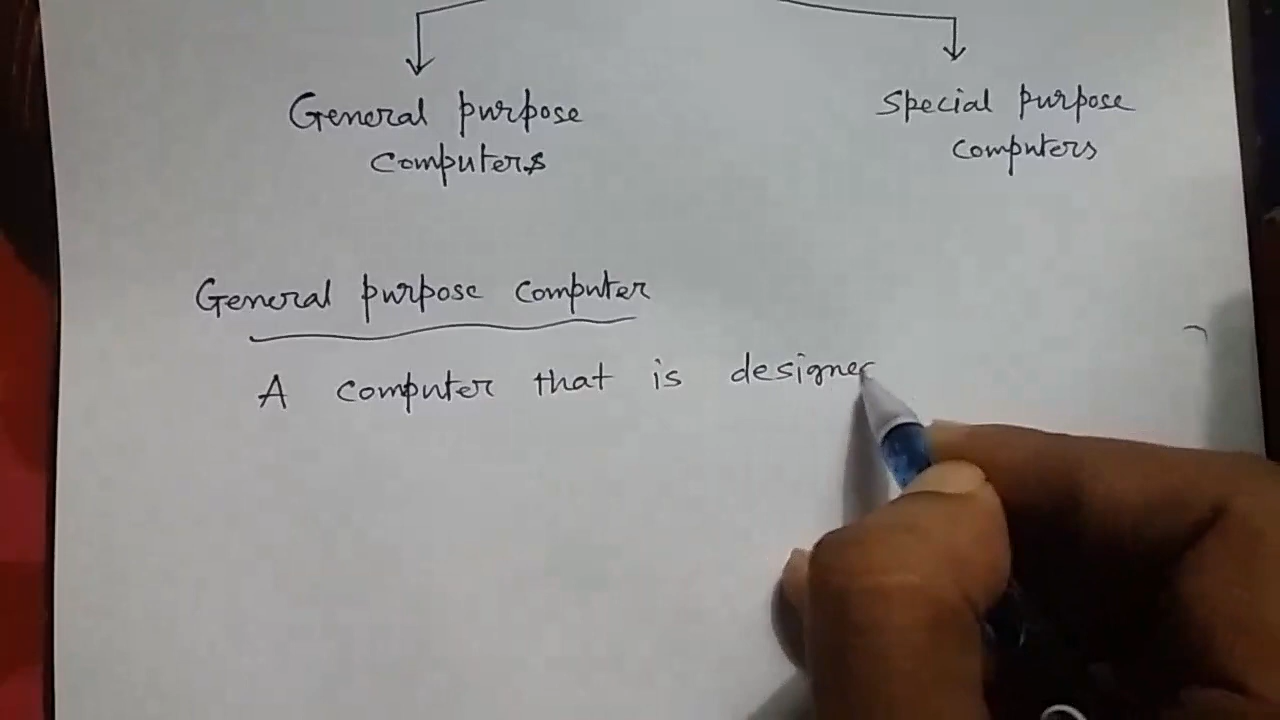 General purpose
computers
Special purpose
computers
General purpose computer
A computer that is designe